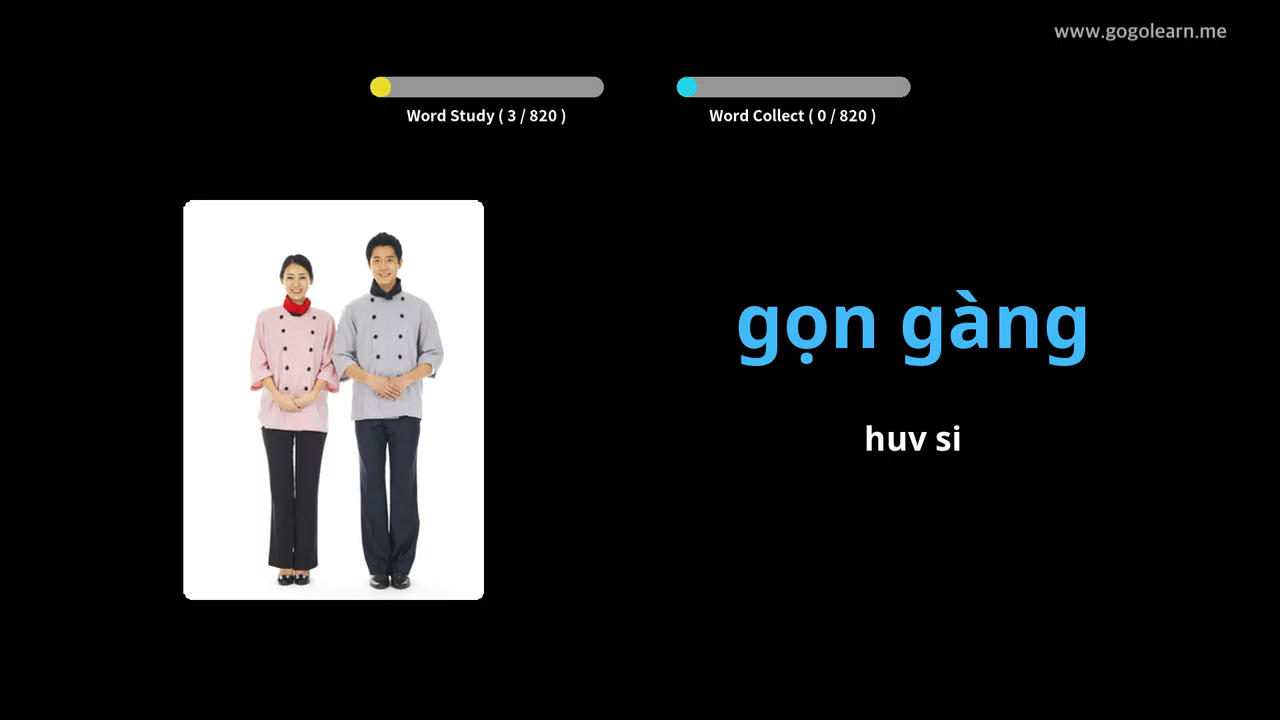 www.gogolearn.me
Word Study ( 3 / 820 )
Word Collect ( 0 / 820 )
gọn gàng
huv si